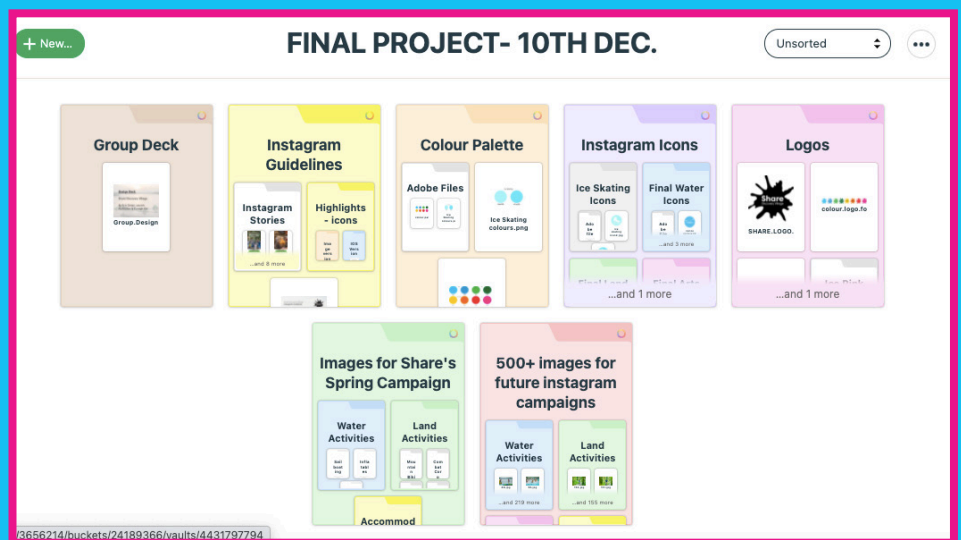 + New...
FINAL PROJECT- 10TH DEC.
Unsorted
Group Deck
Group.Design
Instagram
Guidelines
Instagram
Stories
...and 8 more
Highlights
- icons
Colour Palette
Adobe Files
Ice Skating
colours.png
Instagram Icons
Ice Skating
Icons
Final Water
Icons
...and 3 more
...and 1 more
Logos
Share
SHARE.LOGO.
colour.logo.fo
...and 1 more
Images for Share's
Spring Campaign
Water
Activities
Land
Activities
Accommod
500+ images for
future instagram
campaigns
Water
Activities
...and 219 more
Land
Activities
...and 155 more
/3656214/buckets/24189366/vaults/4431797794